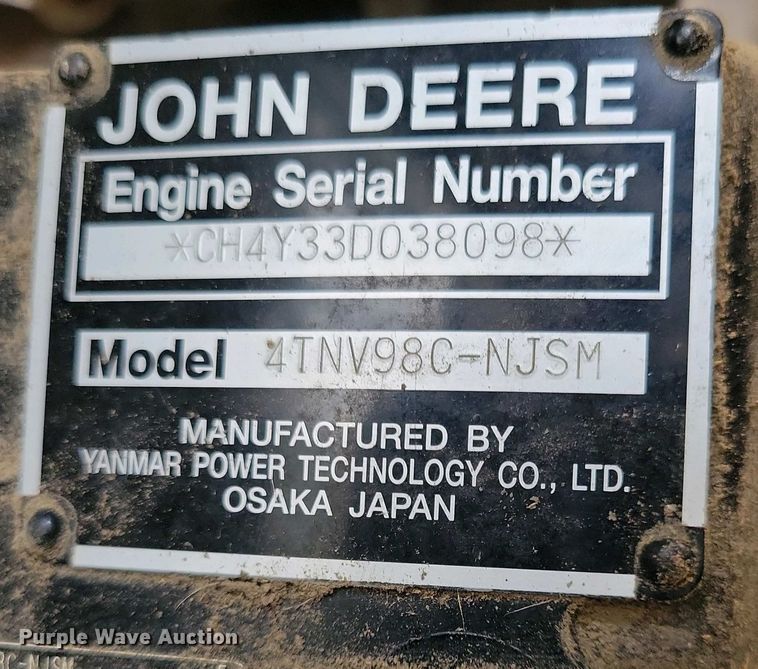 JOHN DEERE
Engine Serial Number
*CH4Y33D038098*
Model 4TNV98C-NJSM
MANUFACTURED BY
YANMAR POWER TECHNOLOGY CO., LTD.
OSAKA JAPAN
Purple Wave Auction